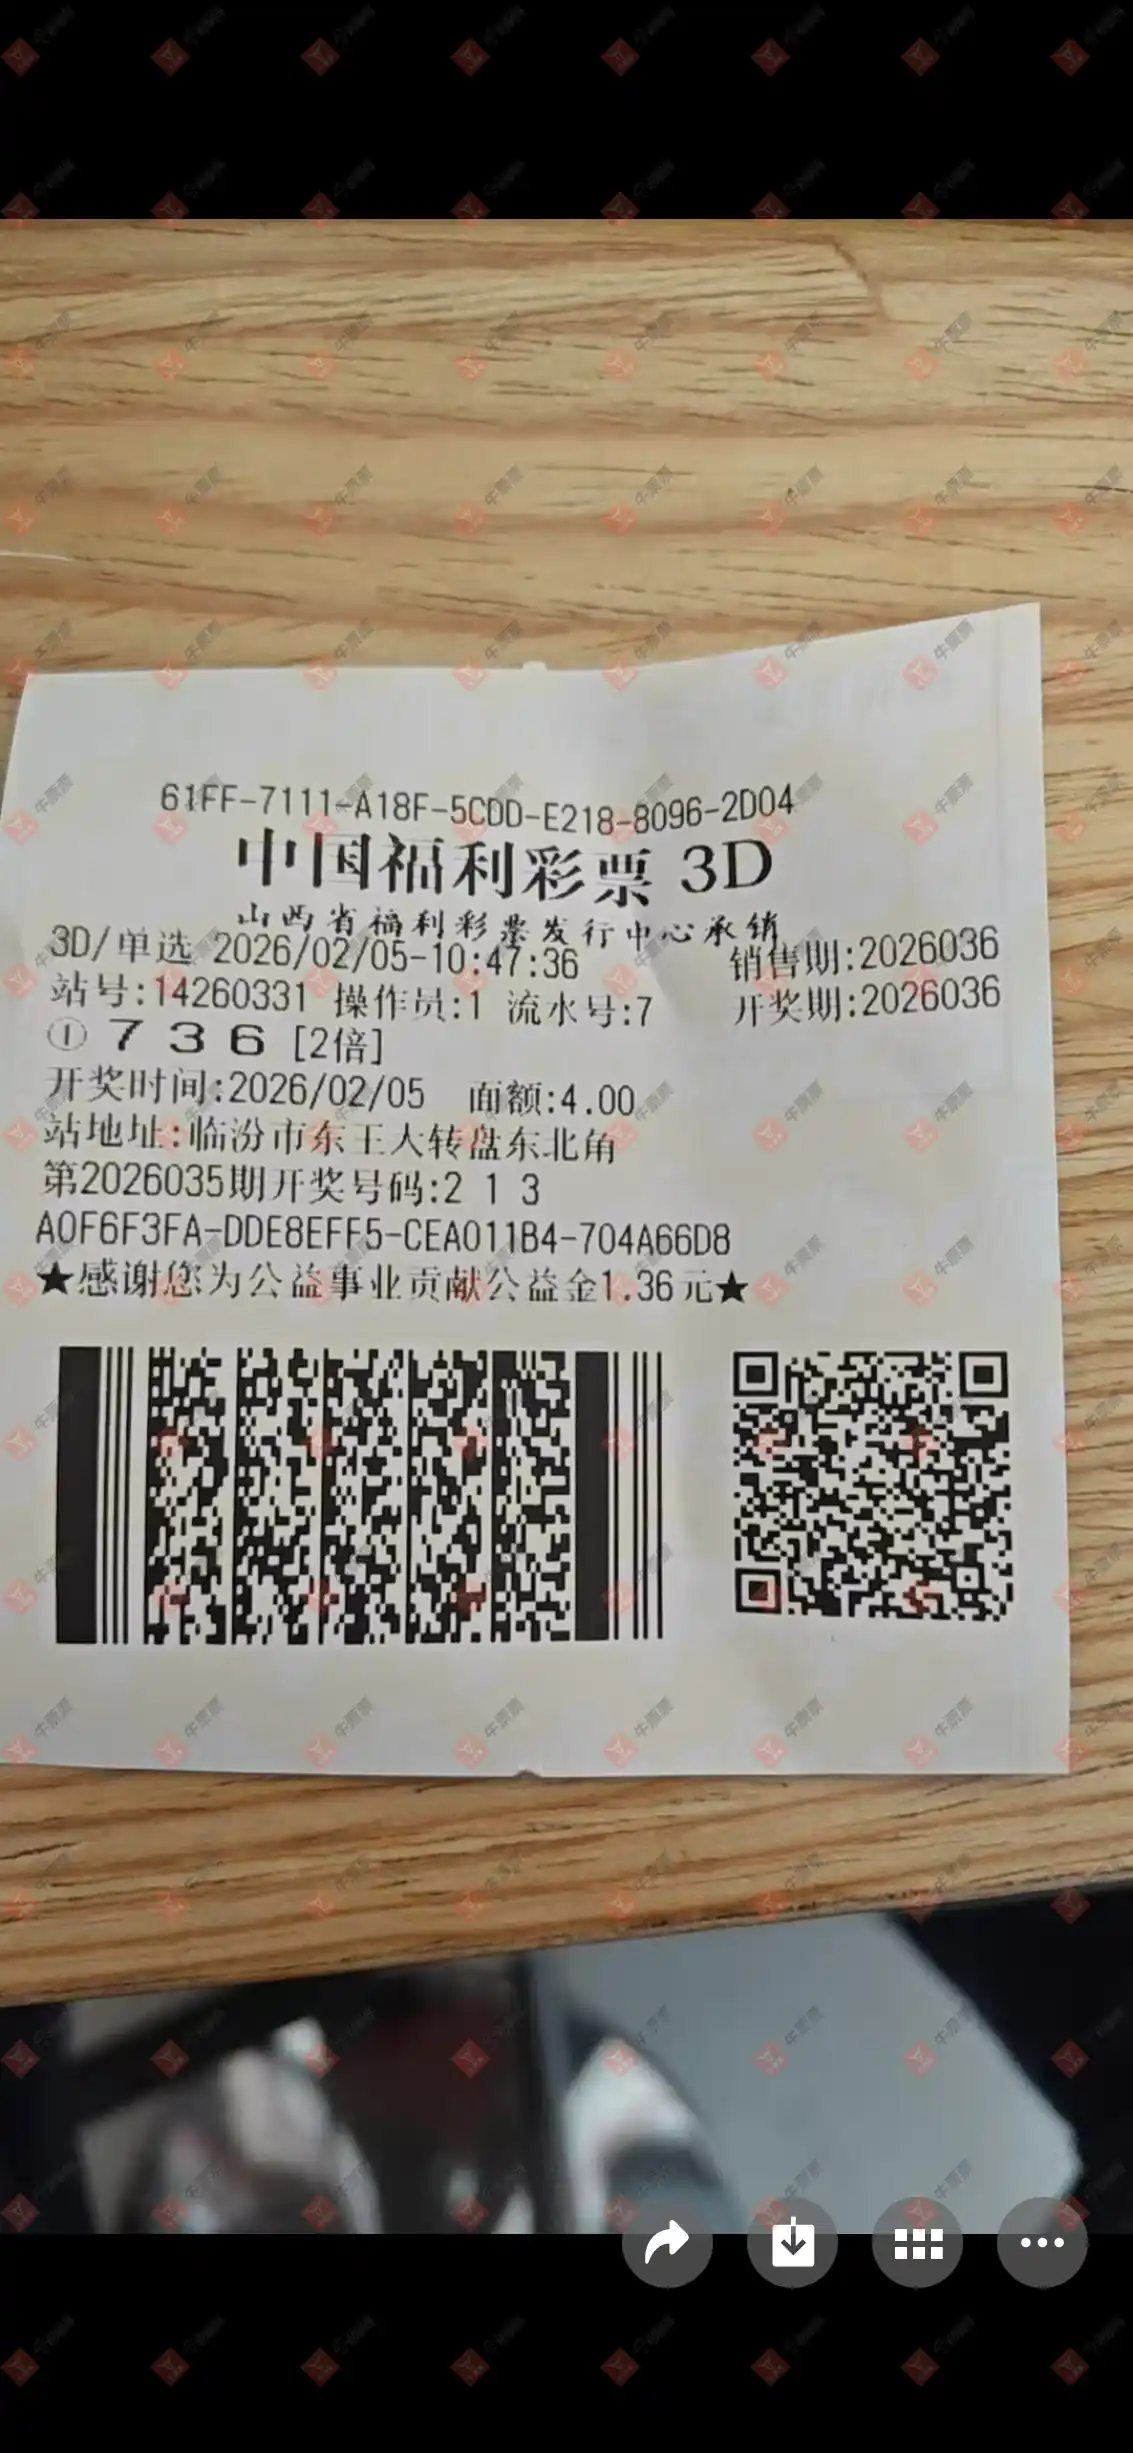 61FF-7111-A18F-5CDD-E218-8096-2D04
中国福利彩票 3D
山西省福利彩票发行中心承销
3D/单选 2026/02/05-10:47:36 销售期:2026036
站号:14260331 操作员:1 流水号:7 开奖期:2026036
① 7 3 6 [2倍]
开奖时间:2026/02/05 面额:4.00
站地址:临汾市东王大转盘东北角
第2026035期开奖号码:2 1 3
A0F6F3FA-DDE8EFF5-CEA011B4-704A66D8
★感谢您为公益事业贡献公益金1.36元★